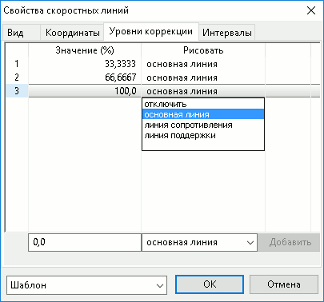 Свойства скоростных линий
Вид Координаты Уровни коррекции Интервалы
Значение (%) Рисовать
1 33,3333 основная линия
2 66,6667 основная линия
3 100,0 основная линия
отключить
основная линия
линия сопротивления
линия поддержки
0,0 основная линия Добавить
Шаблон OK Отмена